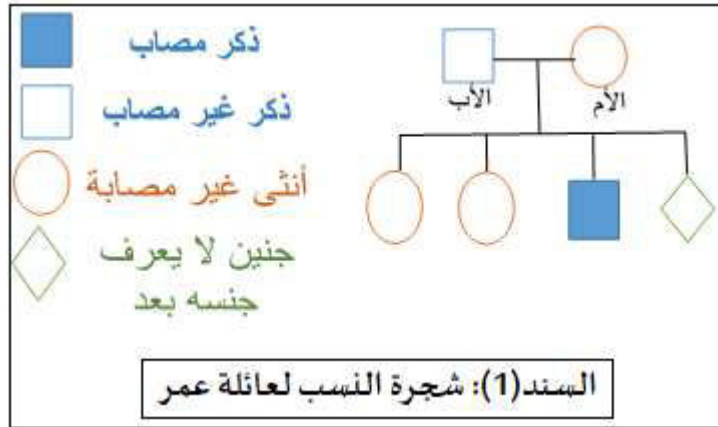 ذكر مصاب
ذكر غير مصاب
أنثى غير مصابة
جنين لا يعرف
جنسه بعد
الأم
الأب
السند(1): شجرة النسب لعائلة عمر